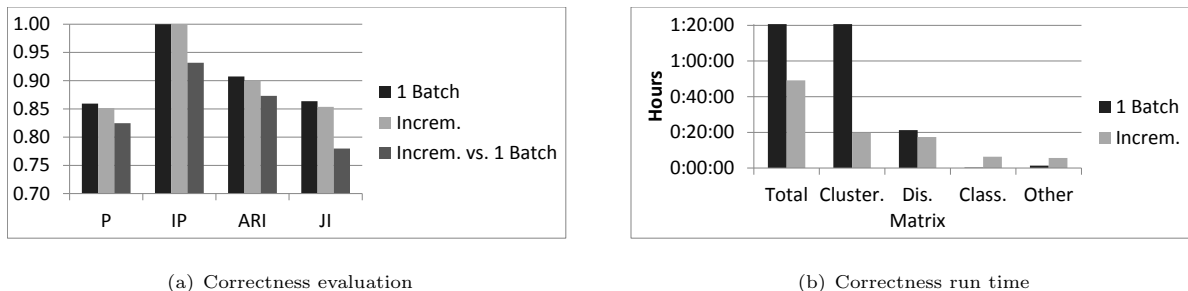 1.00
0.95
0.90
0.85
0.80
0.75
0.70
P IP ARI JI
1 Batch
Increm.
Increm. vs. 1 Batch
(a) Correctness evaluation
Hours
1:20:00
1:00:00
0:40:00
0:20:00
0:00:00
Total Cluster. Dis. Class. Other
Matrix
1 Batch
Increm.
(b) Correctness run time